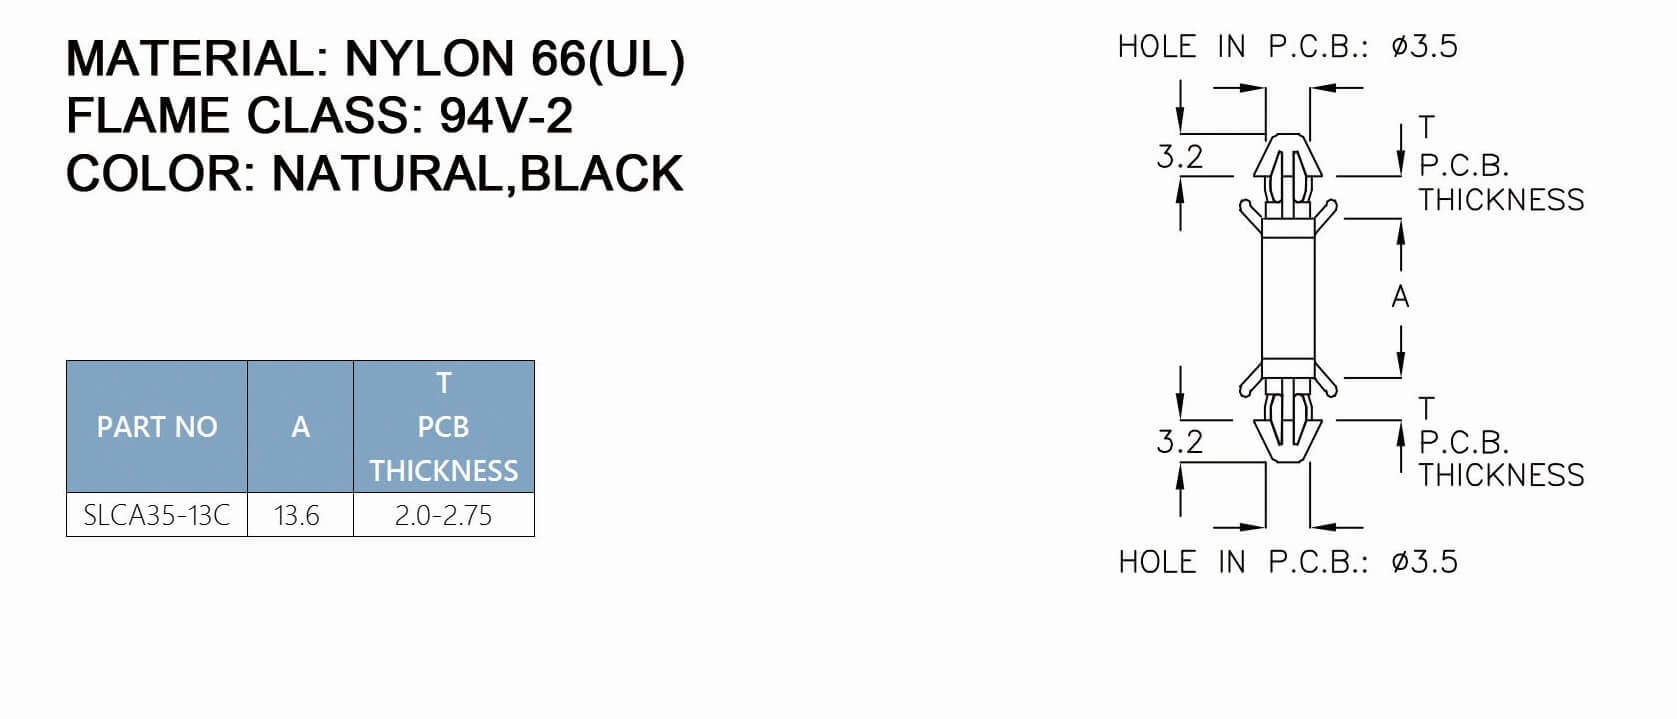 MATERIAL: NYLON 66(UL)
FLAME CLASS: 94V-2
COLOR: NATURAL,BLACK
PART NO
A
T
PCB
THICKNESS
SLCA35-13C
13.6
2.0-2.75
HOLE IN P.C.B.: ø3.5
3.2
T
P.C.B.
THICKNESS
A
3.2
T
P.C.B.
THICKNESS
HOLE IN P.C.B.: ø3.5